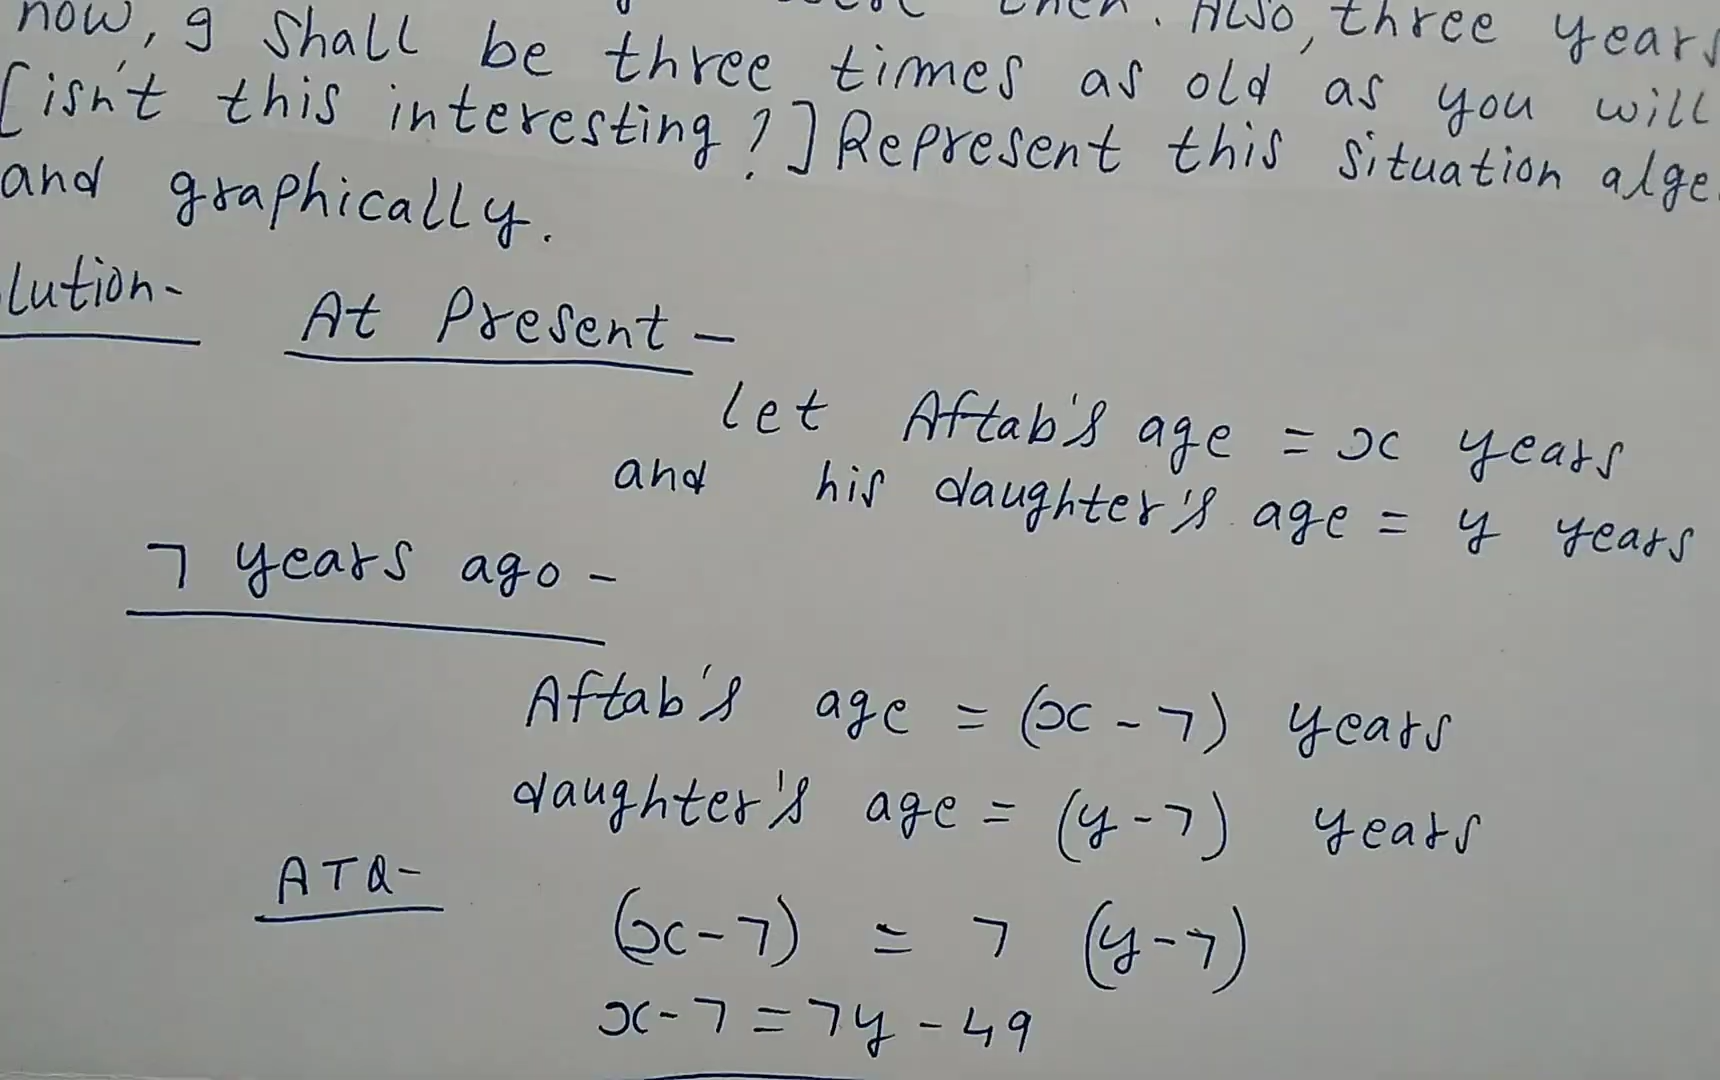 now, I shall be three times as old as you will
then. Also, three years
[isn't this interesting?] Represent this situation alge
and graphically.
lution-
At Present -
let Aftab's age = x years
and his daughter's age = y years
7 years ago -
Aftab's age = (x-7) years
daughter's age = (y-7) years
ATQ-
(x-7) = 7 (y-7)
x-7=7y-49